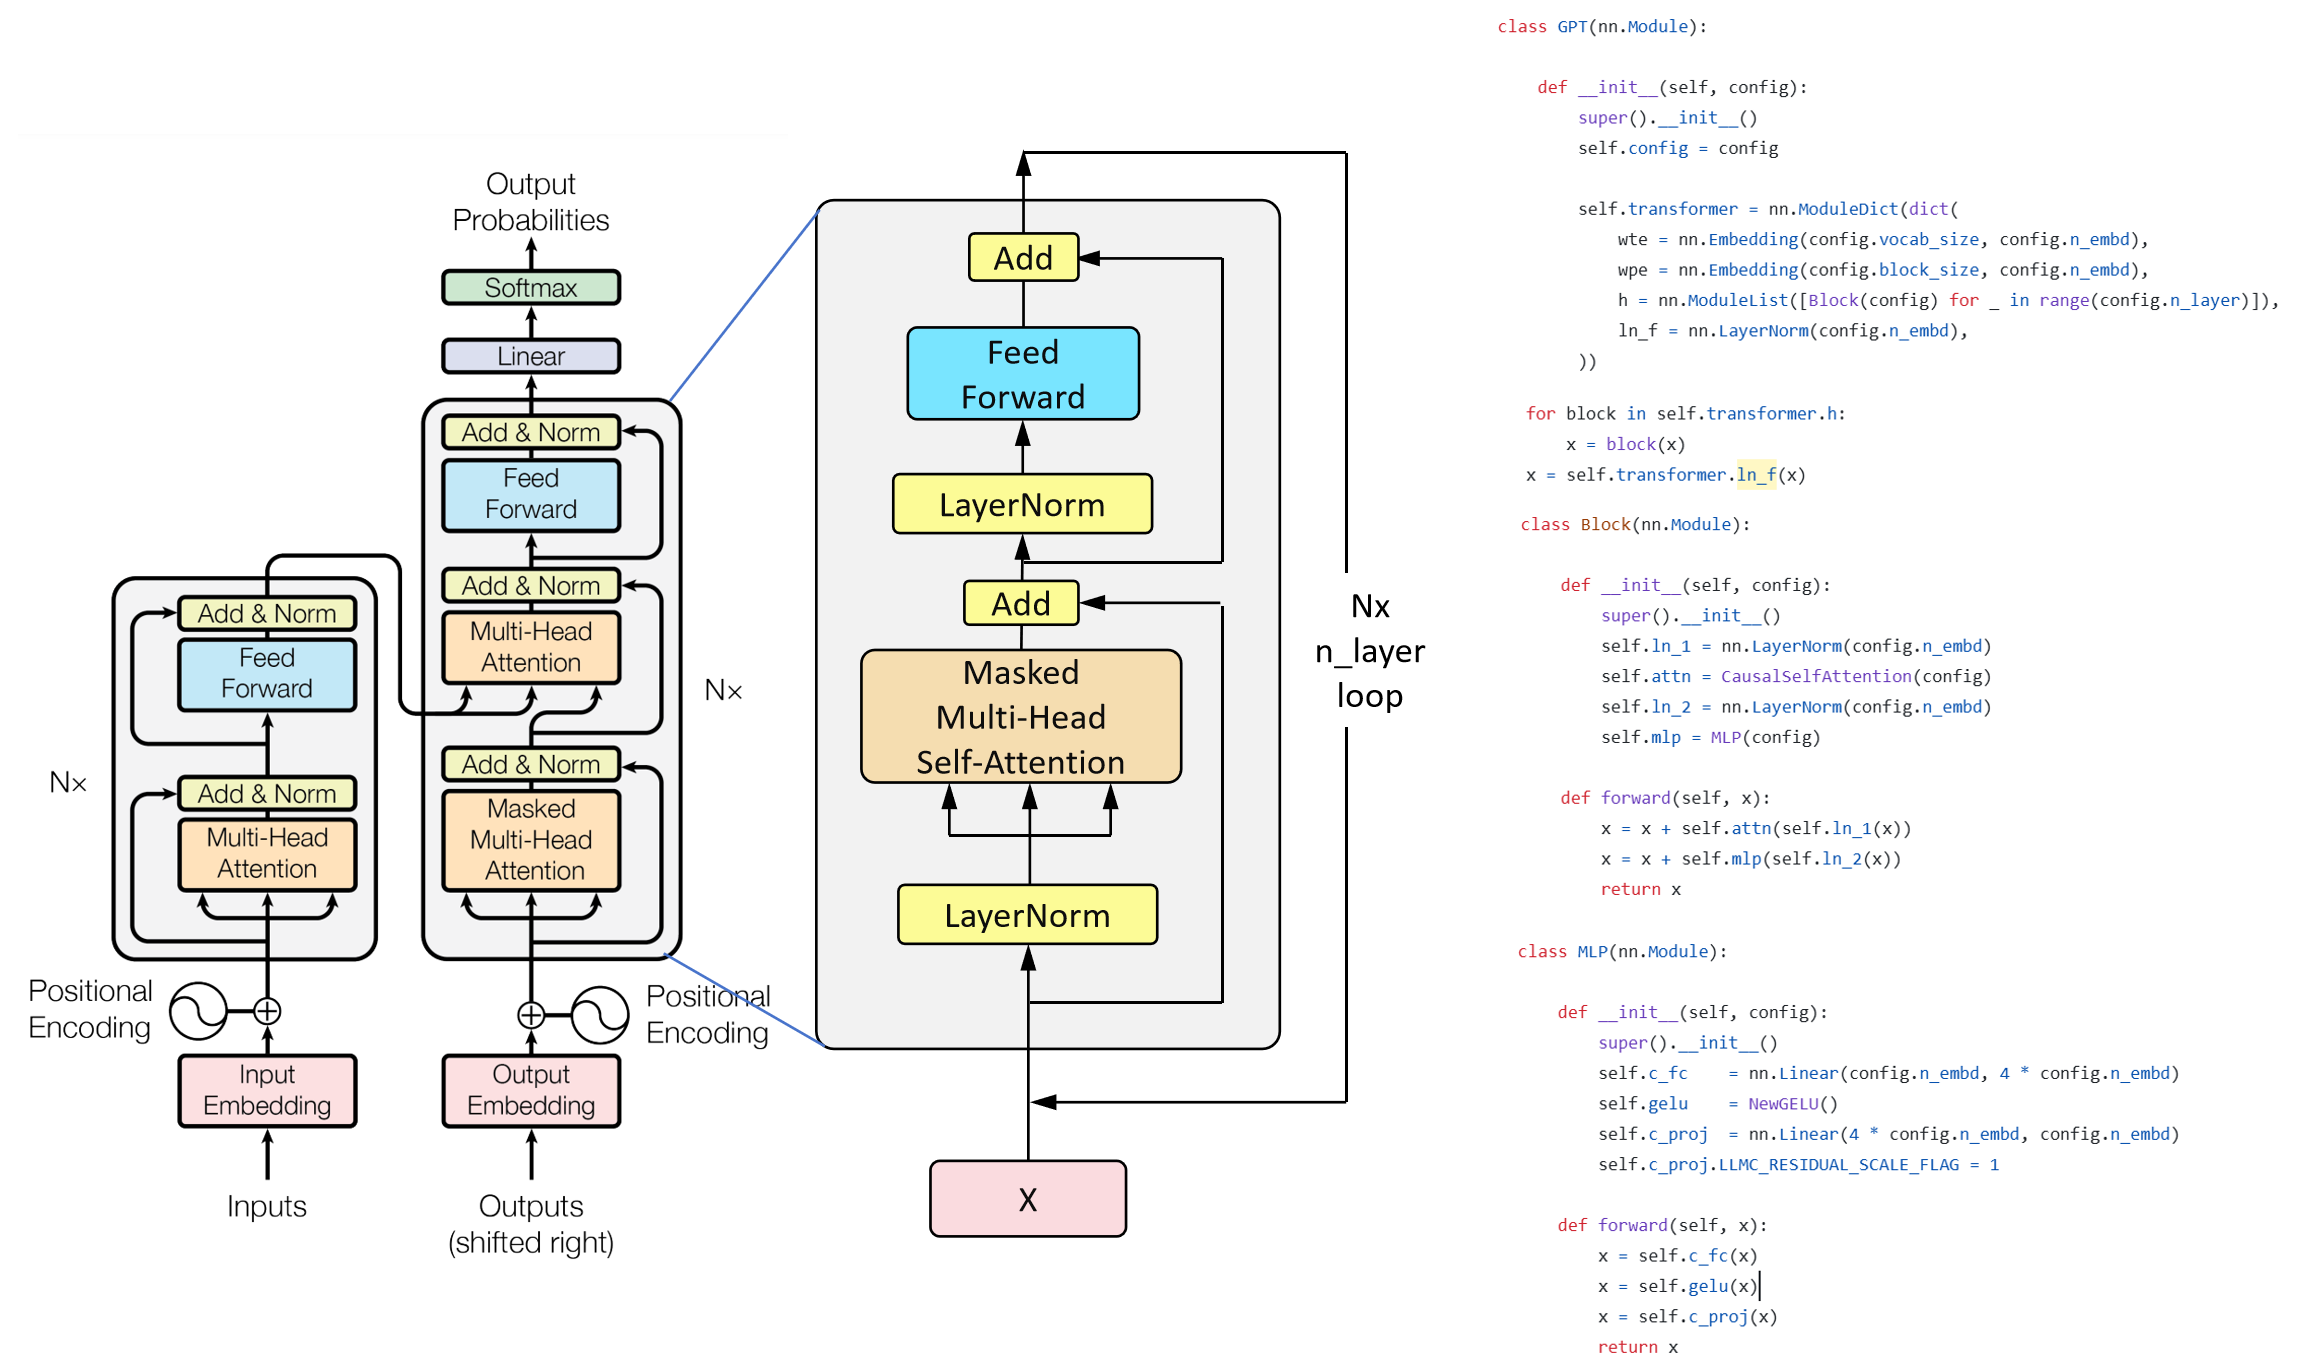 Output
Probabilities
Softmax
Linear
Add & Norm
Feed
Forward
Add & Norm
Multi-Head
Attention
Add & Norm
Masked
Multi-Head
Attention
Nx
Add & Norm
Feed
Forward
Add & Norm
Multi-Head
Attention
Nx
Positional
Encoding
Input
Embedding
Inputs
Positional
Encoding
Output
Embedding
Outputs
(shifted right)
Add
Feed
Forward
LayerNorm
Add
Masked
Multi-Head
Self-Attention
LayerNorm
X
Nx
n_layer
loop
class GPT(nn.Module):
    def __init__(self, config):
        super().__init__()
        self.config = config
        self.transformer = nn.ModuleDict(dict(
            wte = nn.Embedding(config.vocab_size, config.n_embd),
            wpe = nn.Embedding(config.block_size, config.n_embd),
            h = nn.ModuleList([Block(config) for _ in range(config.n_layer)]),
            ln_f = nn.LayerNorm(config.n_embd),
        ))
for block in self.transformer.h:
    x = block(x)
x = self.transformer.ln_f(x)
class Block(nn.Module):
    def __init__(self, config):
        super().__init__()
        self.ln_1 = nn.LayerNorm(config.n_embd)
        self.attn = CausalSelfAttention(config)
        self.ln_2 = nn.LayerNorm(config.n_embd)
        self.mlp = MLP(config)
    def forward(self, x):
        x = x + self.attn(self.ln_1(x))
        x = x + self.mlp(self.ln_2(x))
        return x
class MLP(nn.Module):
    def __init__(self, config):
        super().__init__()
        self.c_fc    = nn.Linear(config.n_embd, 4 * config.n_embd)
        self.gelu    = NewGELU()
        self.c_proj  = nn.Linear(4 * config.n_embd, config.n_embd)
        self.c_proj.LLMC_RESIDUAL_SCALE_FLAG = 1
    def forward(self, x):
        x = self.c_fc(x)
        x = self.gelu(x)
        x = self.c_proj(x)
        return x